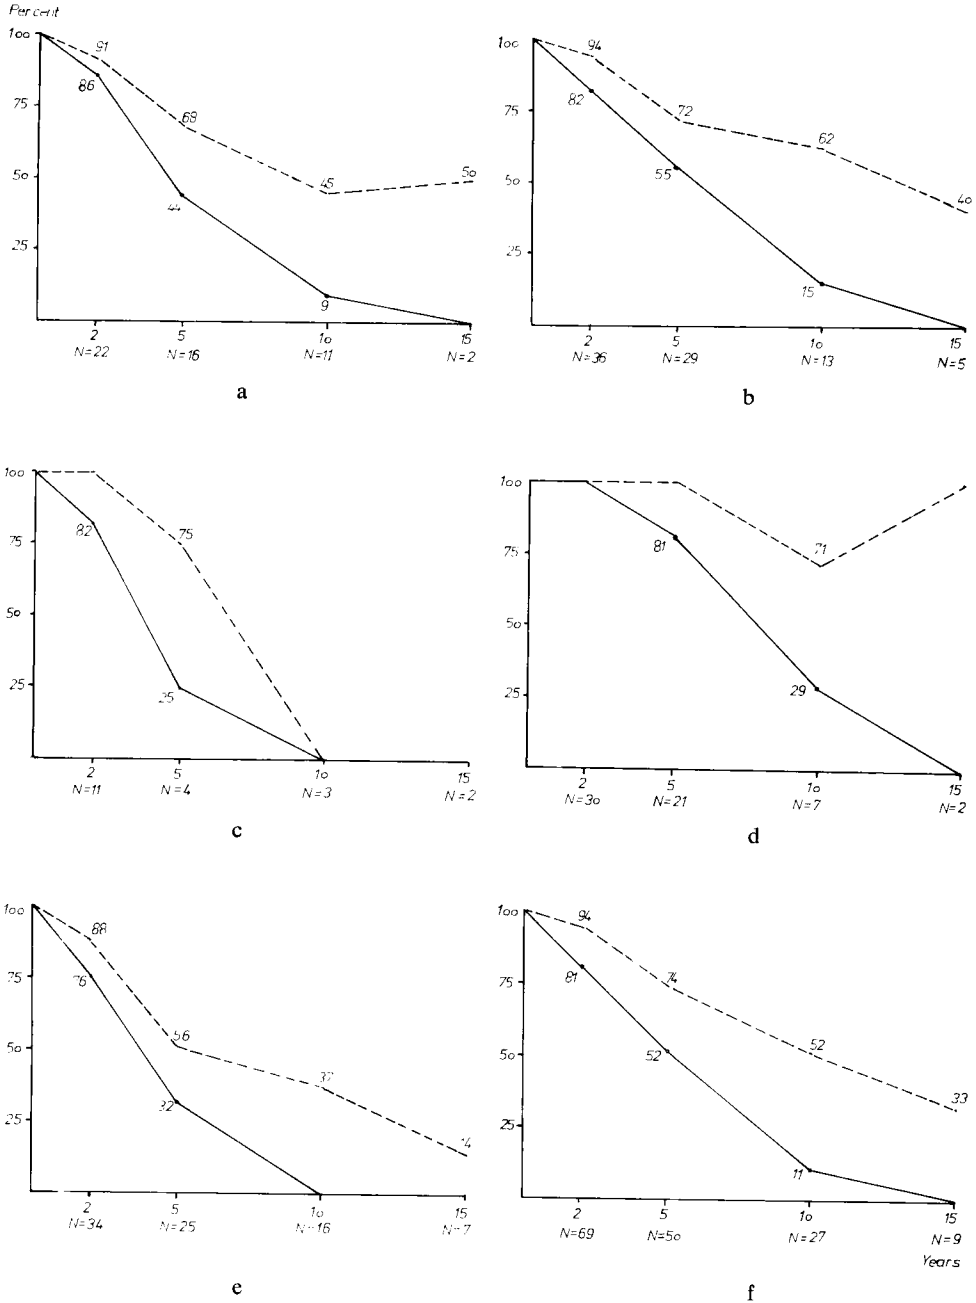 Percent
100
91
86
75
68
50
45
50
44
25
9
2
5
10
15
N=22
N=16
N=11
N=2
a
100
94
82
75
72
62
55
50
40
25
15
2
5
10
15
N=36
N=29
N=13
N=5
b
100
82
75
75
50
25
25
2
5
10
15
N=11
N=4
N=3
N=2
c
100
81
75
71
50
29
25
2
5
10
15
N=30
N=21
N=7
N=2
d
100
88
76
75
56
50
37
32
25
14
2
5
10
15
N=34
N=25
N=16
N=7
e
100
94
81
75
74
52
52
50
33
25
11
2
5
10
15
N=69
N=50
N=27
N=9
Years
f